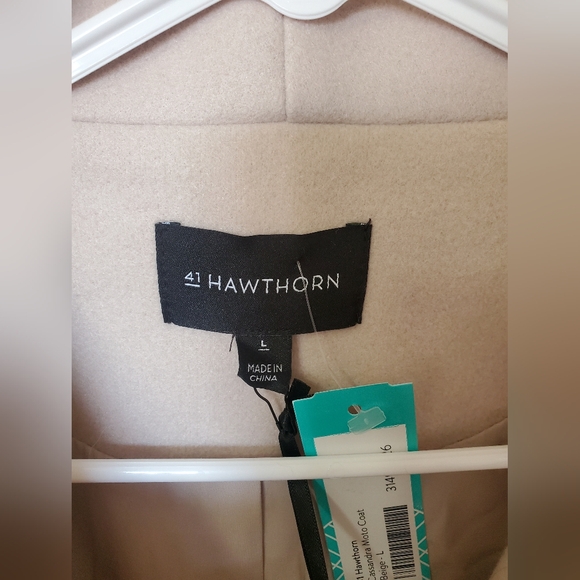 41 HAWTHORN
L
MADE IN
CHINA
41 Hawthorn
Cassandra Moto Coat
Beige - L